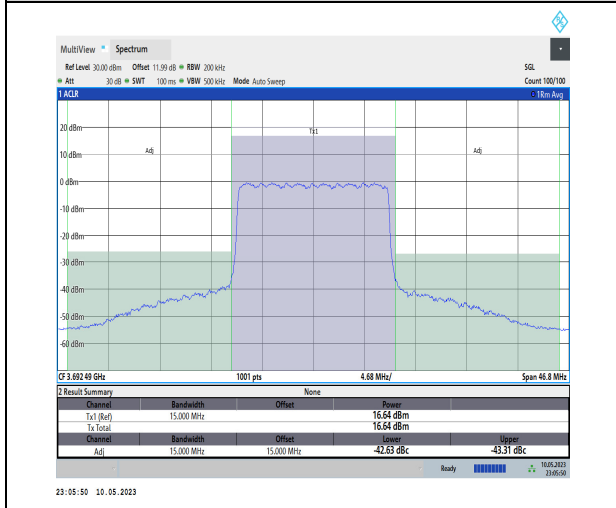 MultiView Spectrum
Ref Level 30.00 dBm Offset 11.99 dB RBW 200 kHz SGL
Att 30 dB SWT 100 ms VBW 500 kHz Mode Auto Sweep Count 100/100
1 ACLR 1Rm Avg
20 dBm
Tx1
10 dBm
Adj
Adj
0 dBm
-10 dBm
-20 dBm
-30 dBm
-40 dBm
-50 dBm
-60 dBm
CF 3.692 49 GHz 1001 pts 4.68 MHz/ Span 46.8 MHz
2 Result Summary None
Channel Bandwidth Offset Power
Tx1 (Ref) 15.000 MHz 16.64 dBm
Tx Total 16.64 dBm
Channel Bandwidth Offset Lower Upper
Adj 15.000 MHz 15.000 MHz -42.63 dBc -43.31 dBc
Ready 10.05.2023
23:05:50
23:05:50 10.05.2023